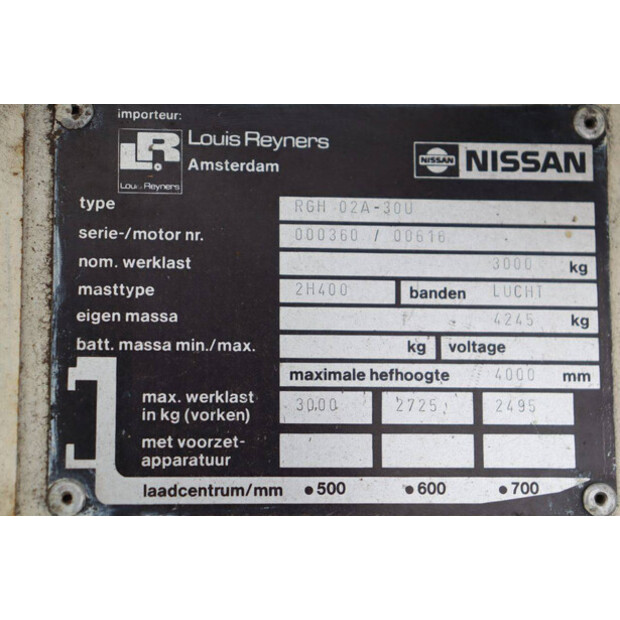 importeur:
LR
Louis Reyners
Louis Reyners
Amsterdam
NISSAN
NISSAN
type RGH 02A-30U
serie-/motor nr. 000360 / 00616
nom. werklast 3000 kg
masttype 2H400 banden LUCHT
eigen massa 4245 kg
batt. massa min./max. kg voltage
maximale hefhoogte 4000 mm
max. werklast
in kg (vorken) 3000 2725 2495
met voorzet-
apparatuur
laadcentrum/mm •500 •600 •700